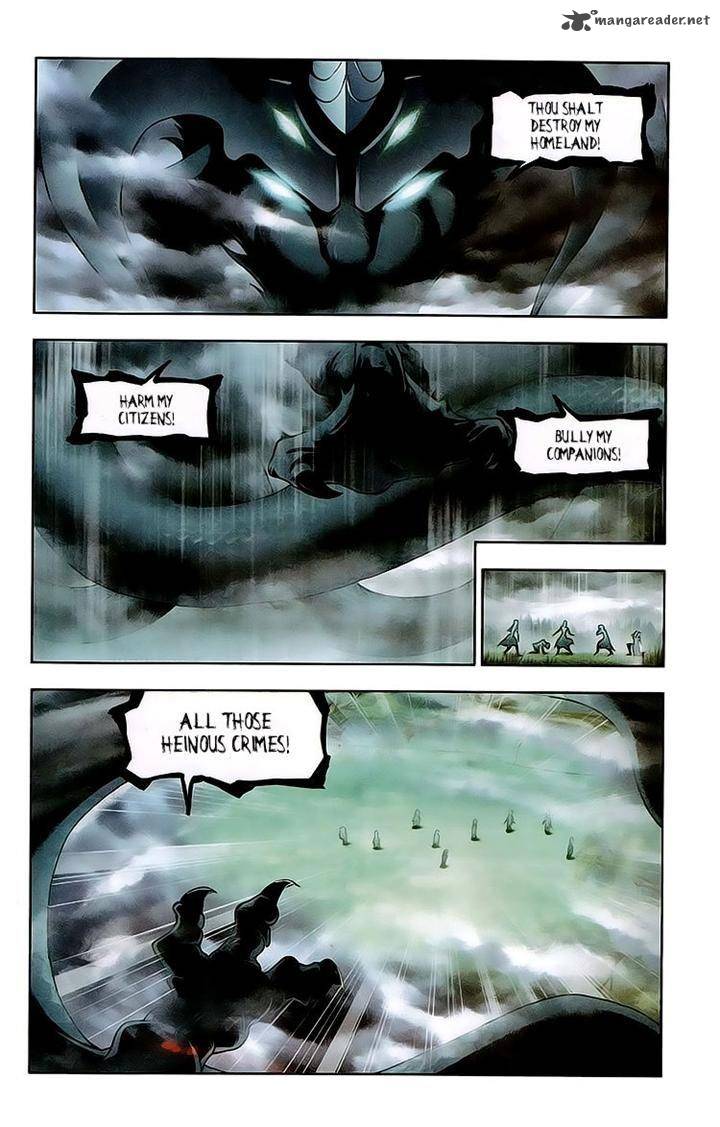 mangareader.net
THOU SHALT
DESTROY MY
HOMELAND!
HARM MY
CITIZENS!
BULLY MY
COMPANIONS!
ALL THOSE
HEINOUS CRIMES!